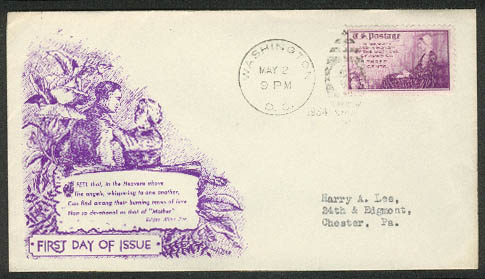 WASHINGTON
MAY 2
9 PM
D. C.
1934
U.S. Postage
THREE
CENTS
FEEL that, in the Heavens above
The angels, whispering to one another,
Can find among their burning terms of love
None so devotional as that of "Mother"
Edgar Allan Poe
FIRST DAY OF ISSUE
Harry A. Lee,
24th & Edgmont,
Chester, Pa.